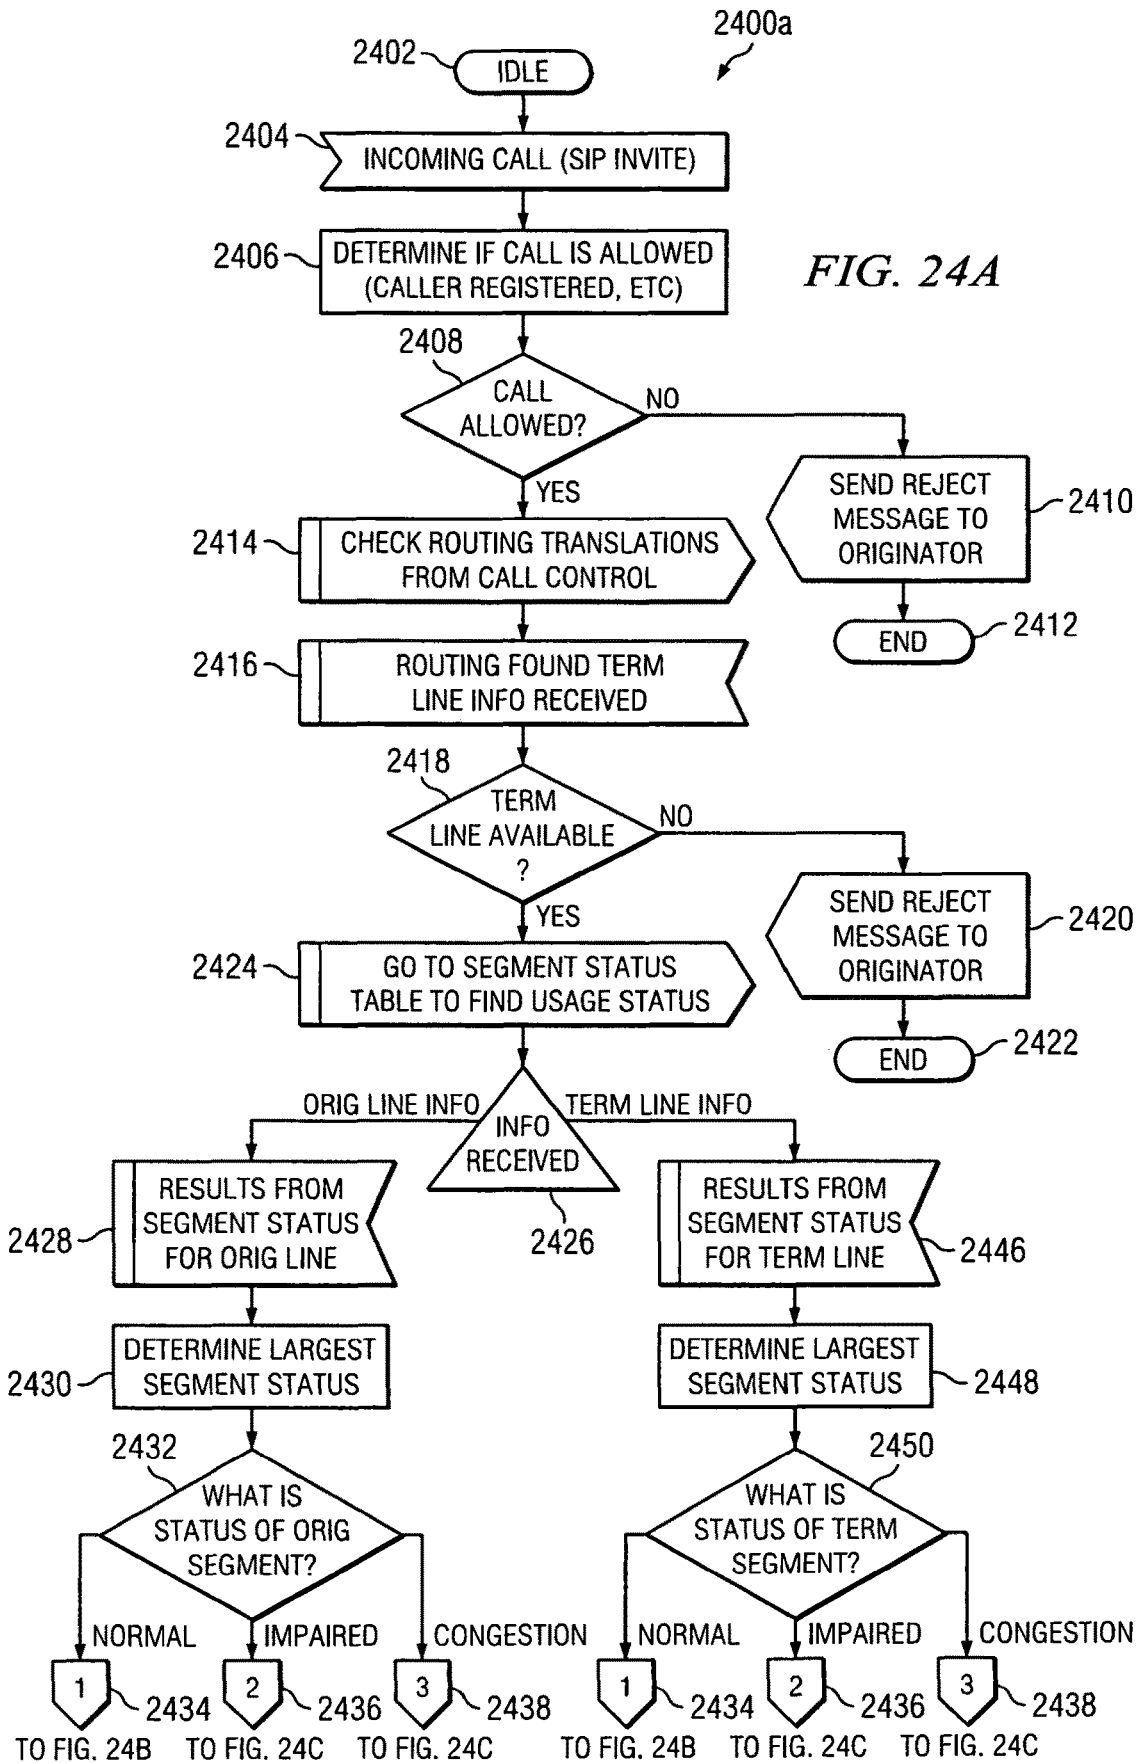 2400a
2402
IDLE
2404
INCOMING CALL (SIP INVITE)
2406
DETERMINE IF CALL IS ALLOWED
(CALLER REGISTERED, ETC)
FIG. 24A
2408
CALL
ALLOWED?
NO
YES
SEND REJECT
MESSAGE TO
ORIGINATOR
2410
END
2412
2414
CHECK ROUTING TRANSLATIONS
FROM CALL CONTROL
2416
ROUTING FOUND TERM
LINE INFO RECEIVED
2418
TERM
LINE AVAILABLE
?
NO
YES
SEND REJECT
MESSAGE TO
ORIGINATOR
2420
END
2422
2424
GO TO SEGMENT STATUS
TABLE TO FIND USAGE STATUS
ORIG LINE INFO
TERM LINE INFO
INFO
RECEIVED
2426
RESULTS FROM
SEGMENT STATUS
FOR ORIG LINE
2428
RESULTS FROM
SEGMENT STATUS
FOR TERM LINE
2446
DETERMINE LARGEST
SEGMENT STATUS
2430
DETERMINE LARGEST
SEGMENT STATUS
2448
2432
WHAT IS
STATUS OF ORIG
SEGMENT?
2450
WHAT IS
STATUS OF TERM
SEGMENT?
NORMAL
IMPAIRED
CONGESTION
NORMAL
IMPAIRED
CONGESTION
1
2434
2
2436
3
2438
1
2434
2
2436
3
2438
TO FIG. 24B
TO FIG. 24C
TO FIG. 24C
TO FIG. 24B
TO FIG. 24C
TO FIG. 24C